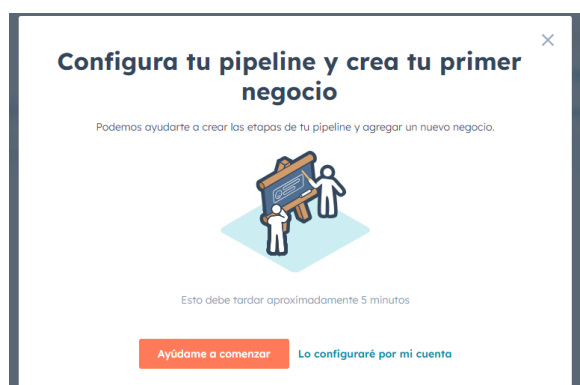 Configura tu pipeline y crea tu primer
negocio
Podemos ayudarte a crear las etapas de tu pipeline y agregar un nuevo negocio.
Esto debe tardar aproximadamente 5 minutos
Ayúdame a comenzar Lo configuraré por mi cuenta